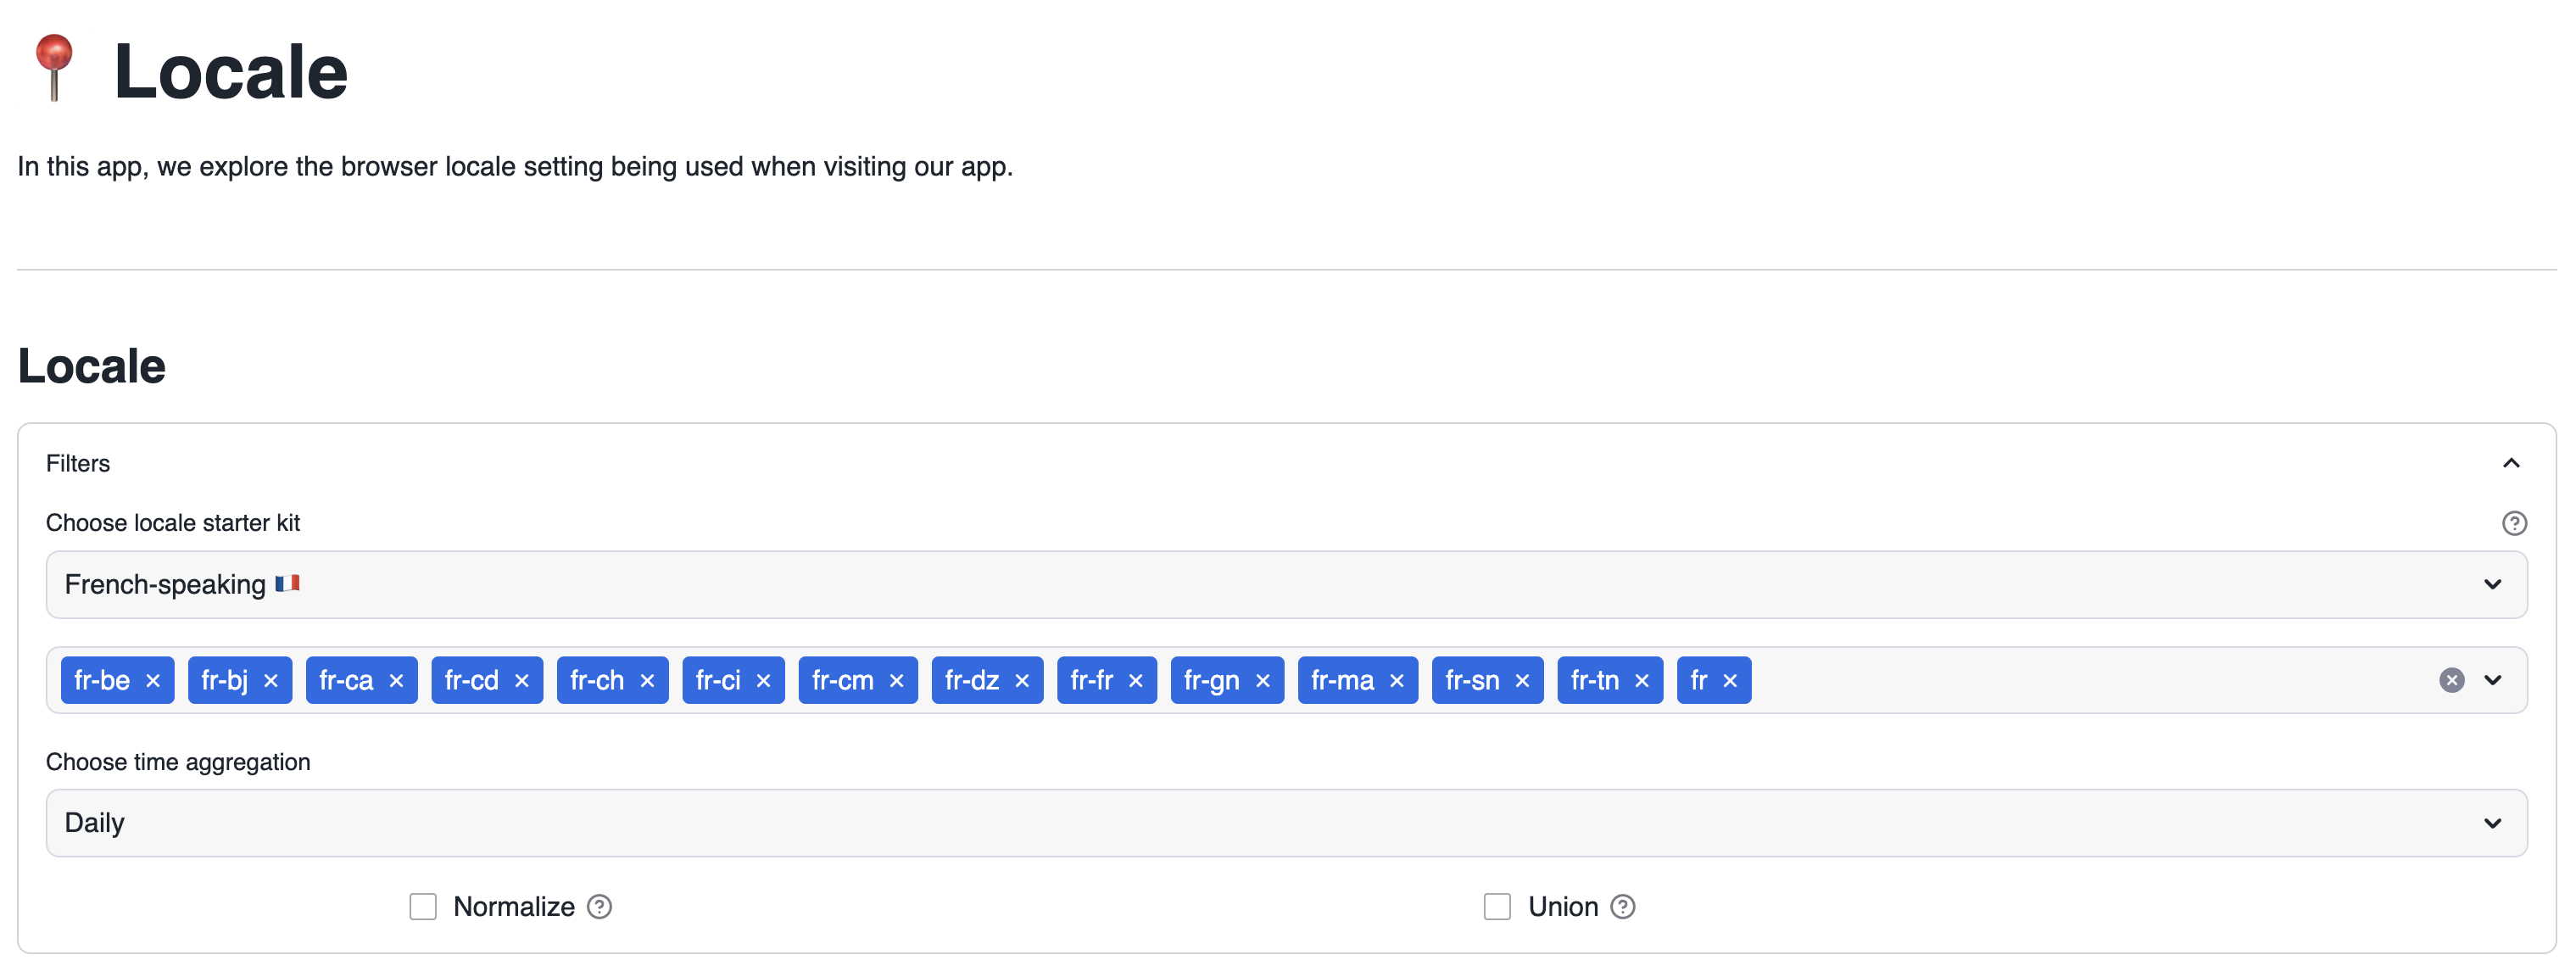 Locale
In this app, we explore the browser locale setting being used when visiting our app.
Locale
Filters
Choose locale starter kit
French-speaking 🇫🇷
fr-be × fr-bj × fr-ca × fr-cd × fr-ch × fr-ci × fr-cm × fr-dz × fr-fr × fr-gn × fr-ma × fr-sn × fr-tn × fr ×
Choose time aggregation
Daily
Normalize Union